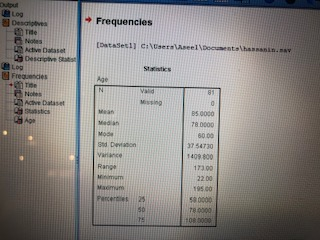 Output
Log
Descriptives
Title
Notes
Active Dataset
Descriptive Statist
Log
Frequencies
Title
Notes
Active Dataset
Statistics
Age
Frequencies
[DataSet1] C:\Users\Aseel\Documents\hassanin.sav
Statistics
Age
N Valid 81
Missing 0
Mean 85.0000
Median 78.0000
Mode 60.00
Std. Deviation 37.54730
Variance 1409.800
Range 173.00
Minimum 22.00
Maximum 195.00
Percentiles 25 58.0000
50 78.0000
75 108.0000